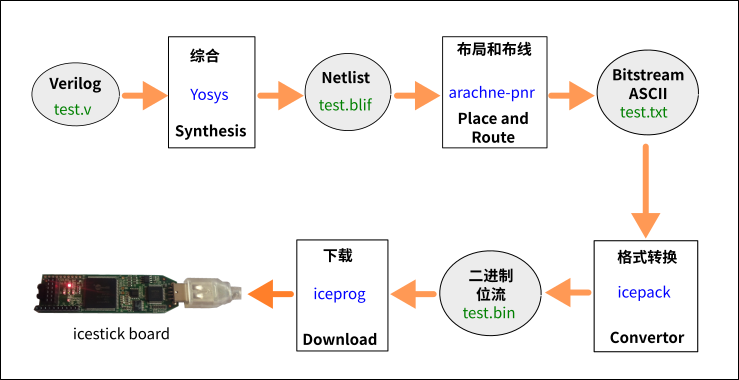 Verilog
test.v
综合
Yosys
Synthesis
Netlist
test.blif
布局和布线
arachne-pnr
Place and
Route
Bitstream
ASCII
test.txt
格式转换
icepack
Convertor
二进制
位流
test.bin
下载
iceprog
Download
icestick board